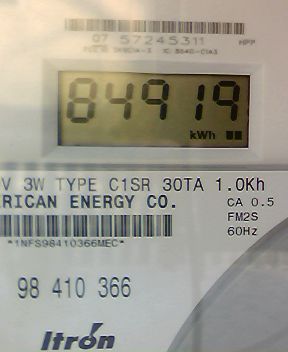 07 57245311 MPP
84919
kWh
V 3W TYPE C1SR 30TA 1.0Kh
RICAN ENERGY CO.
CA 0.5
FM2S
60Hz
*1NFS98410366MEC*
98 410 366
Itron